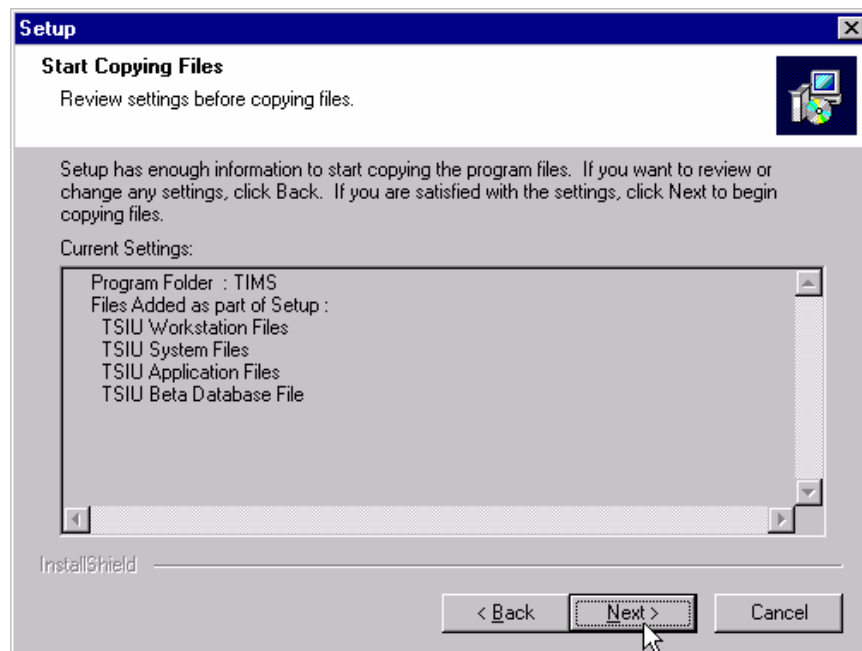 Setup
Start Copying Files
Review settings before copying files.
Setup has enough information to start copying the program files.  If you want to review or
change any settings, click Back.  If you are satisfied with the settings, click Next to begin
copying files.
Current Settings:
Program Folder  : TIMS
Files Added as part of Setup :
TSIU Workstation Files
TSIU System Files
TSIU Application Files
TSIU Beta Database File
InstallShield
< Back
Next >
Cancel